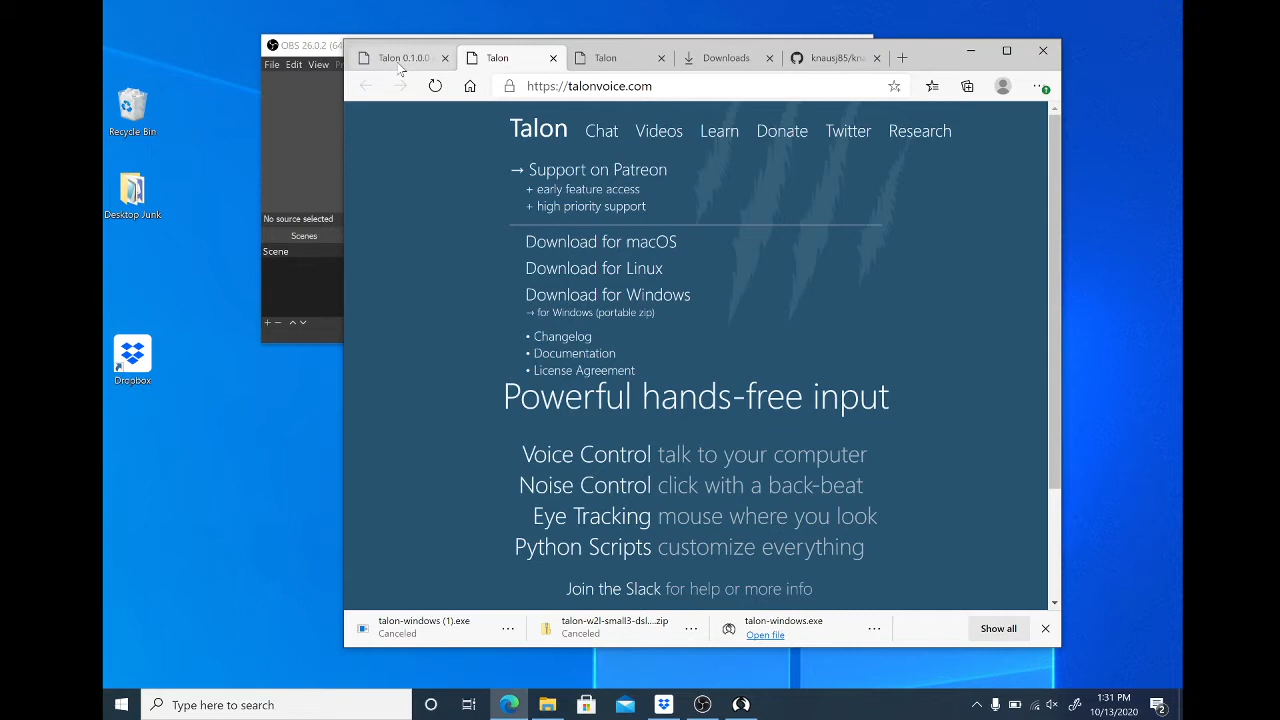 Recycle Bin
Desktop Junk
Dropbox
OBS 26.0.2 (64
File Edit View
No source selected
Scenes
Scene
Talon 0.1.0.0
Talon
Talon
Downloads
knausj85/kna
https://talonvoice.com
1
Talon Chat Videos Learn Donate Twitter Research
→ Support on Patreon
+ early feature access
+ high priority support
Download for macOS
Download for Linux
Download for Windows
→ for Windows (portable zip)
• Changelog
• Documentation
• License Agreement
Powerful hands-free input
Voice Control talk to your computer
Noise Control click with a back-beat
Eye Tracking mouse where you look
Python Scripts customize everything
Join the Slack for help or more info
talon-windows (1).exe
Canceled
talon-w2l-small3-dsl....zip
Canceled
talon-windows.exe
Open file
Show all
Type here to search
1:31 PM
10/13/2020
2